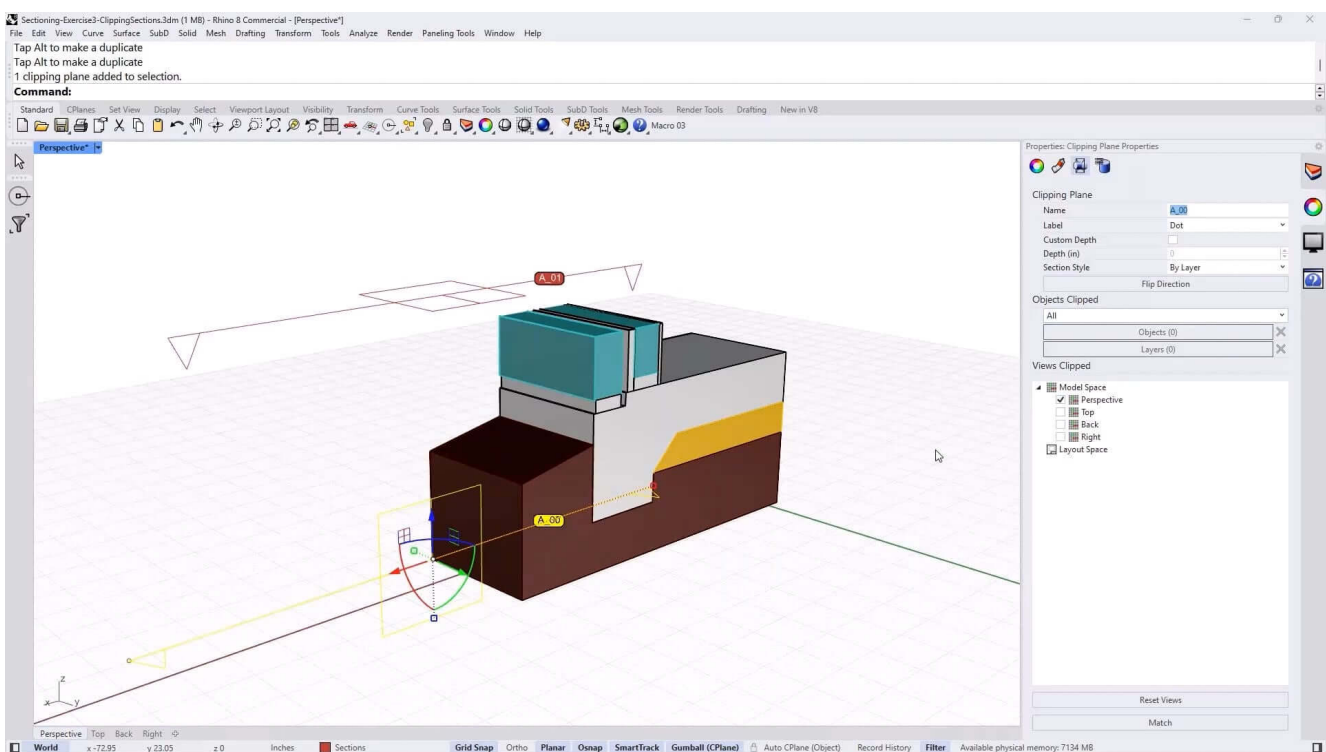 Sectioning-Exercise3-ClippingSections.3dm (1 MB) - Rhino 8 Commercial - [Perspective*]
File Edit View Curve Surface SubD Solid Mesh Drafting Transform Tools Analyze Render Paneling Tools Window Help
Tap Alt to make a duplicate
Tap Alt to make a duplicate
1 clipping plane added to selection.
Command:
Standard CPlanes Set View Display Select Viewport Layout Visibility Transform Curve Tools Surface Tools Solid Tools SubD Tools Mesh Tools Render Tools Drafting New in V8
Macro 03
Perspective*
Properties: Clipping Plane Properties
Clipping Plane
Name A_00
Label Dot
Custom Depth
Depth (in) 0
Section Style By Layer
Flip Direction
Objects Clipped
All
Objects (0)
Layers (0)
Views Clipped
Model Space
Perspective
Top
Back
Right
Layout Space
A_01
A_00
z
x y
Reset Views
Match
Perspective Top Back Right
World x -72.95 y 23.05 z 0 Inches Sections Grid Snap Ortho Planar Osnap SmartTrack Gumball (CPlane) Auto CPlane (Object) Record History Filter Available physical memory: 7134 MB